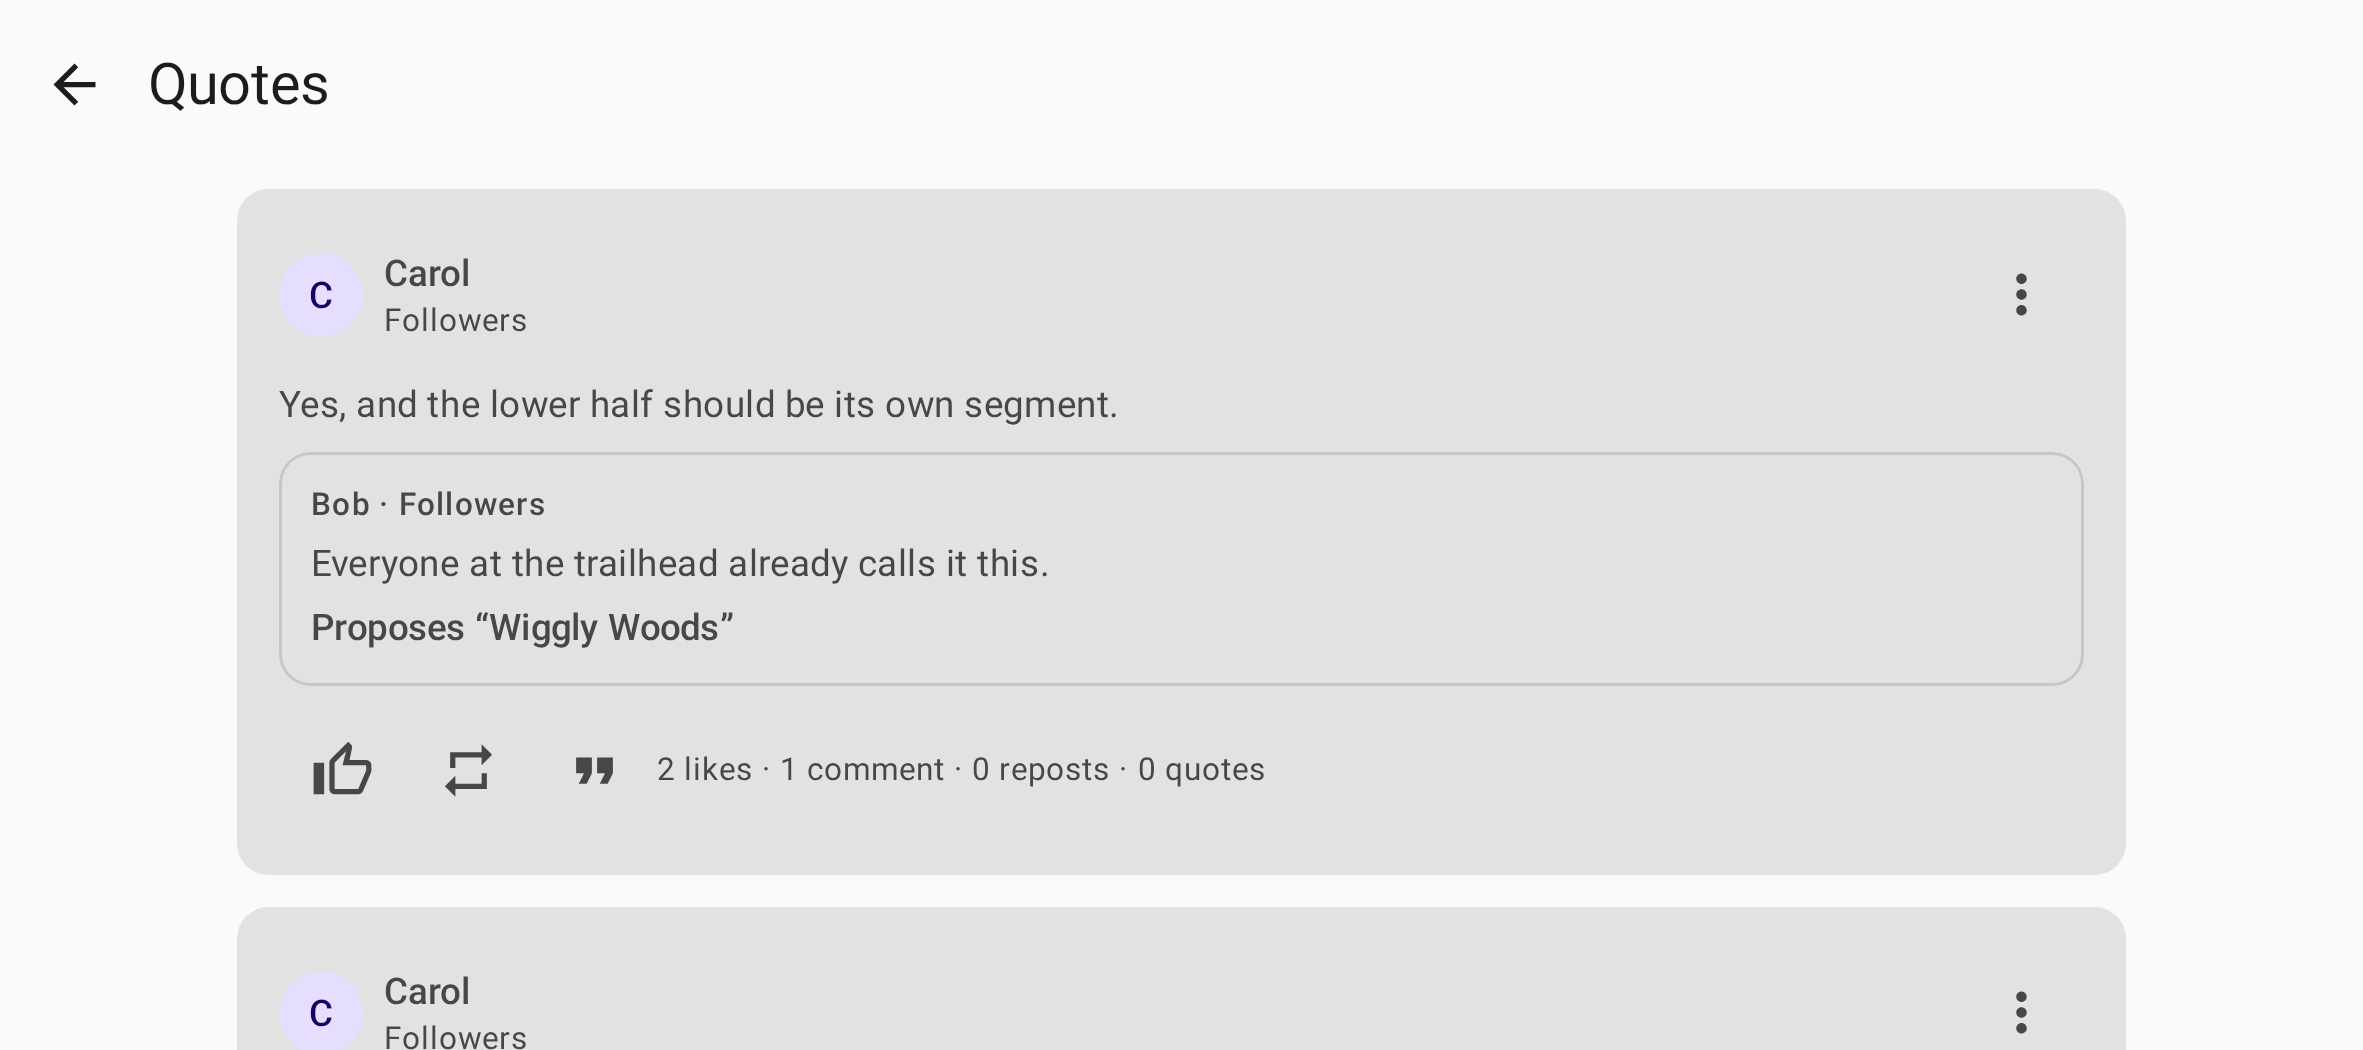 Quotes
C
Carol
Followers
Yes, and the lower half should be its own segment.
Bob · Followers
Everyone at the trailhead already calls it this.
Proposes “Wiggly Woods”
2 likes · 1 comment · 0 reposts · 0 quotes
C
Carol
Followers